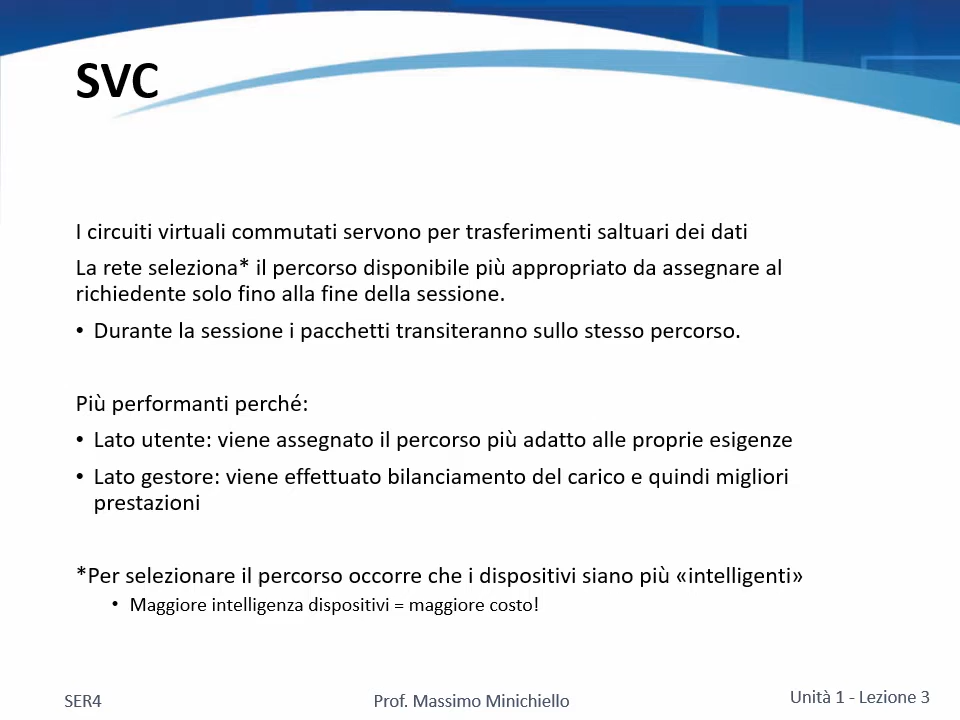 SVC
I circuiti virtuali commutati servono per trasferimenti saltuari dei dati
La rete seleziona* il percorso disponibile più appropriato da assegnare al
richiedente solo fino alla fine della sessione.
• Durante la sessione i pacchetti transiteranno sullo stesso percorso.
Più performanti perché:
• Lato utente: viene assegnato il percorso più adatto alle proprie esigenze
• Lato gestore: viene effettuato bilanciamento del carico e quindi migliori
prestazioni
*Per selezionare il percorso occorre che i dispositivi siano più «intelligenti»
• Maggiore intelligenza dispositivi = maggiore costo!
SER4
Prof. Massimo Minichiello
Unità 1 - Lezione 3